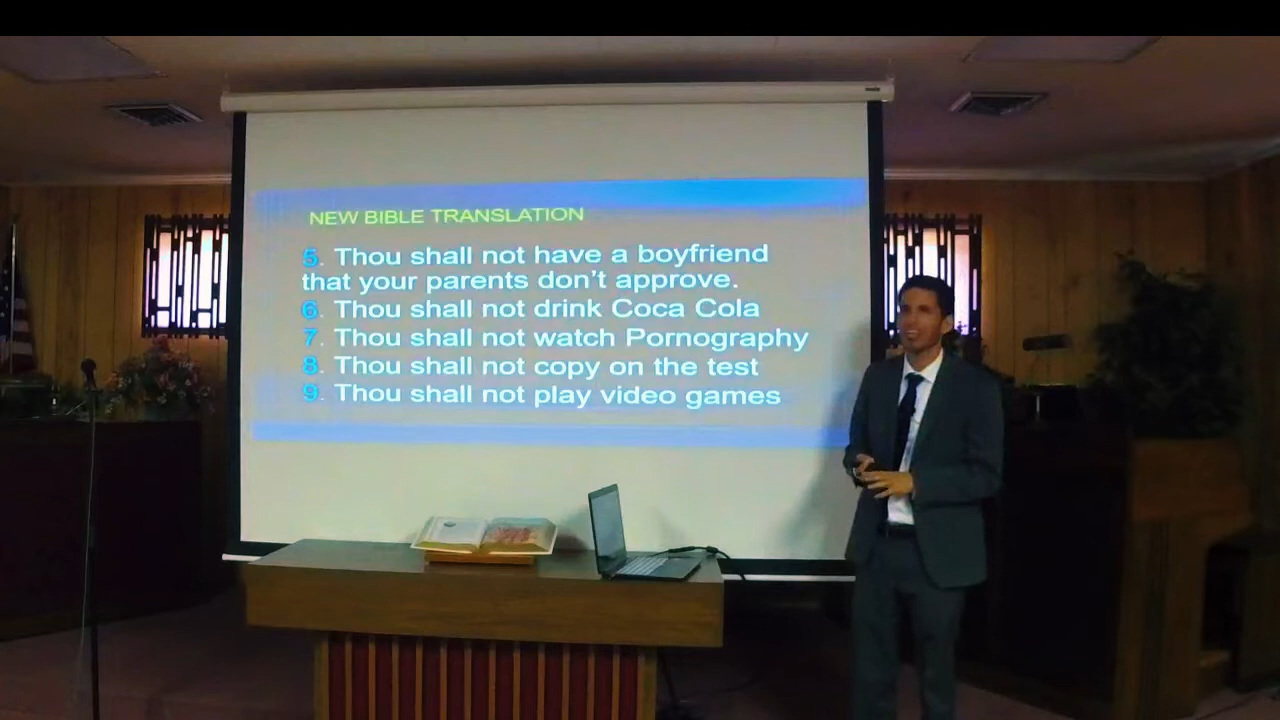 NEW BIBLE TRANSLATION
5. Thou shall not have a boyfriend
that your parents don't approve.
6. Thou shall not drink Coca Cola
7. Thou shall not watch Pornography
8. Thou shall not copy on the test
9. Thou shall not play video games